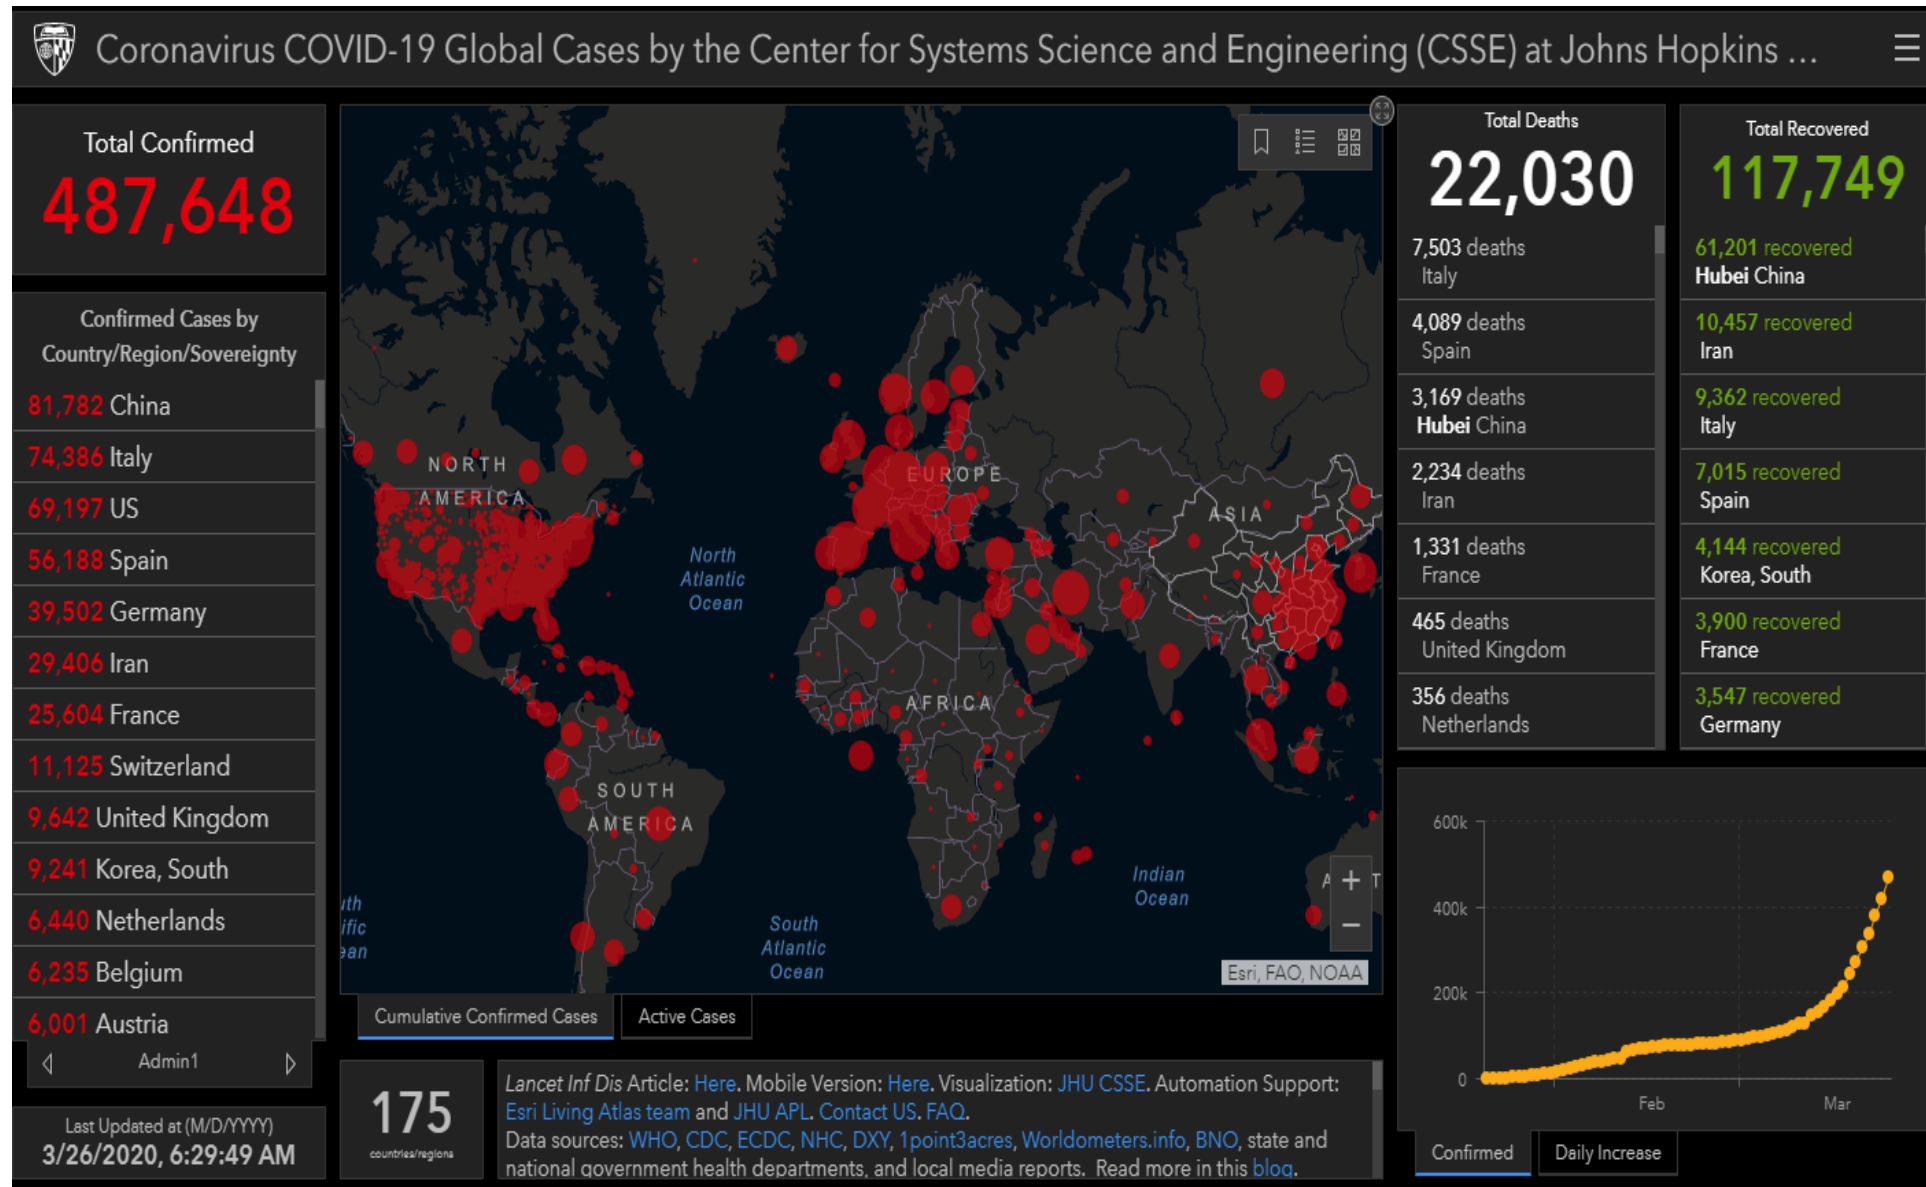 Coronavirus COVID-19 Global Cases by the Center for Systems Science and Engineering (CSSE) at Johns Hopkins ...
Total Confirmed
487,648
Confirmed Cases by
Country/Region/Sovereignty
81,782 China
74,386 Italy
69,197 US
56,188 Spain
39,502 Germany
29,406 Iran
25,604 France
11,125 Switzerland
9,642 United Kingdom
9,241 Korea, South
6,440 Netherlands
6,235 Belgium
6,001 Austria
Admin1
Last Updated at (M/D/YYYY)
3/26/2020, 6:29:49 AM
NORTH
AMERICA
EUROPE
ASIA
North
Atlantic
Ocean
AFRICA
SOUTH
AMERICA
Indian
Ocean
South
Atlantic
Ocean
uth
ific
ean
A
T
+
−
Esri, FAO, NOAA
Cumulative Confirmed Cases
Active Cases
175
countries/regions
Lancet Inf Dis Article: Here. Mobile Version: Here. Visualization: JHU CSSE. Automation Support:
Esri Living Atlas team and JHU APL. Contact US. FAQ.
Data sources: WHO, CDC, ECDC, NHC, DXY, 1point3acres, Worldometers.info, BNO, state and
national government health departments, and local media reports. Read more in this blog.
Total Deaths
22,030
7,503 deaths
Italy
4,089 deaths
Spain
3,169 deaths
Hubei China
2,234 deaths
Iran
1,331 deaths
France
465 deaths
United Kingdom
356 deaths
Netherlands
Total Recovered
117,749
61,201 recovered
Hubei China
10,457 recovered
Iran
9,362 recovered
Italy
7,015 recovered
Spain
4,144 recovered
Korea, South
3,900 recovered
France
3,547 recovered
Germany
600k
400k
200k
0
Feb
Mar
Confirmed
Daily Increase